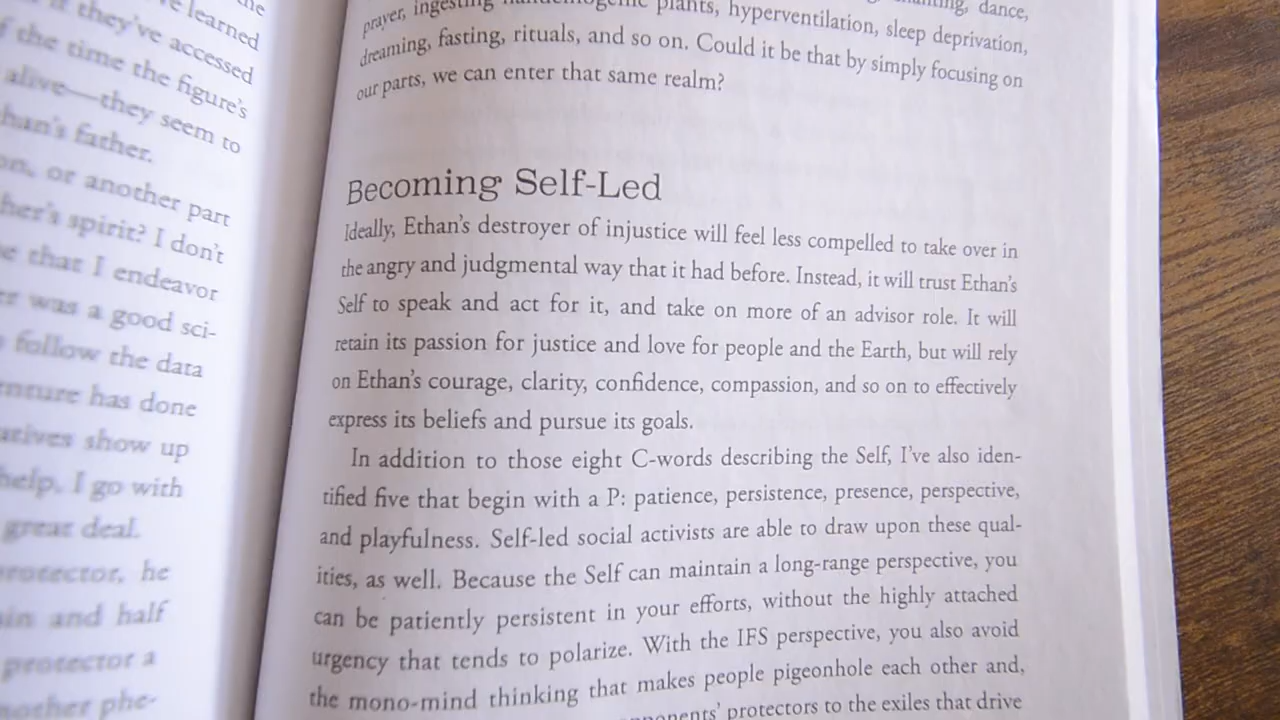 the
learned
if they've accessed
the time the figure's
alive—they seem to
father.
on, or another part
spirit? I don't
that I endeavor
was a good sci-
follow the data
has done
show up
help, I go with
great deal.
protector, he
and half
protector a
phe-
dance,
prayer, ingesting plants, hyperventilation, sleep deprivation,
dreaming, fasting, rituals, and so on. Could it be that by simply focusing on
our parts, we can enter that same realm?
Becoming Self-Led
Ideally, Ethan's destroyer of injustice will feel less compelled to take over in
the angry and judgmental way that it had before. Instead, it will trust Ethan's
Self to speak and act for it, and take on more of an advisor role. It will
retain its passion for justice and love for people and the Earth, but will rely
on Ethan's courage, clarity, confidence, compassion, and so on to effectively
express its beliefs and pursue its goals.
In addition to those eight C-words describing the Self, I've also iden-
tified five that begin with a P: patience, persistence, presence, perspective,
and playfulness. Self-led social activists are able to draw upon these qual-
ities, as well. Because the Self can maintain a long-range perspective, you
can be patiently persistent in your efforts, without the highly attached
urgency that tends to polarize. With the IFS perspective, you also avoid
the mono-mind thinking that makes people pigeonhole each other and,
protectors to the exiles that drive